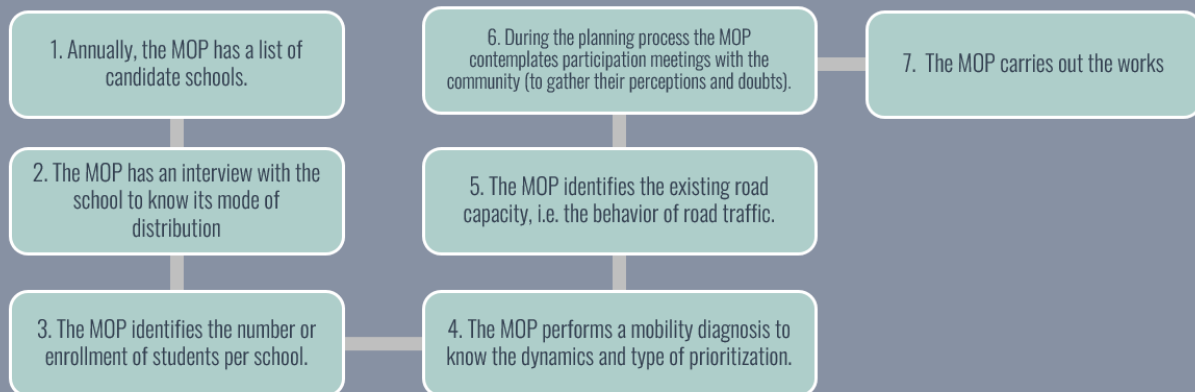 1. Annually, the MOP has a list of
candidate schools.
2. The MOP has an interview with the
school to know its mode of
distribution
3. The MOP identifies the number or
enrollment of students per school.
4. The MOP performs a mobility diagnosis to
know the dynamics and type of prioritization.
5. The MOP identifies the existing road
capacity, i.e. the behavior of road traffic.
6. During the planning process the MOP
contemplates participation meetings with the
community (to gather their perceptions and doubts).
7. The MOP carries out the works